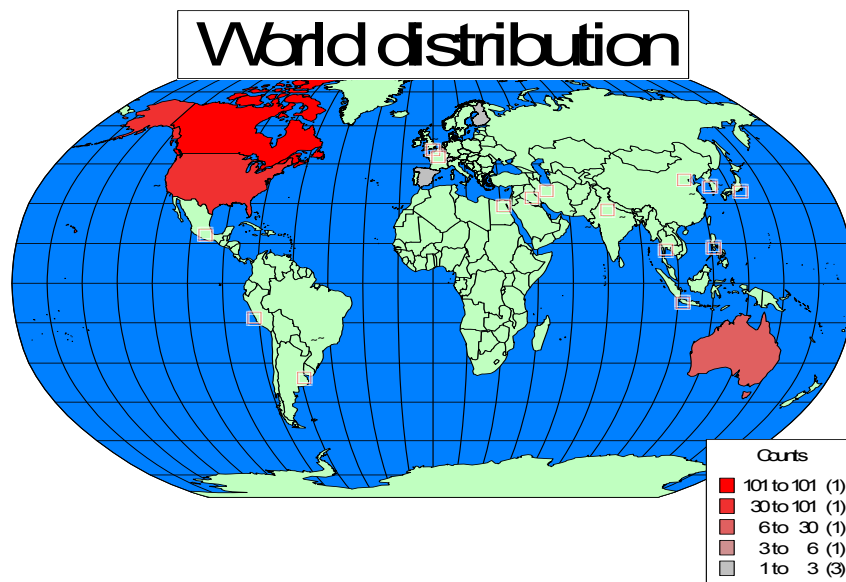 World distribution
Counts
101 to 101 (1)
30 to 101 (1)
6 to 30 (1)
3 to 6 (1)
1 to 3 (3)